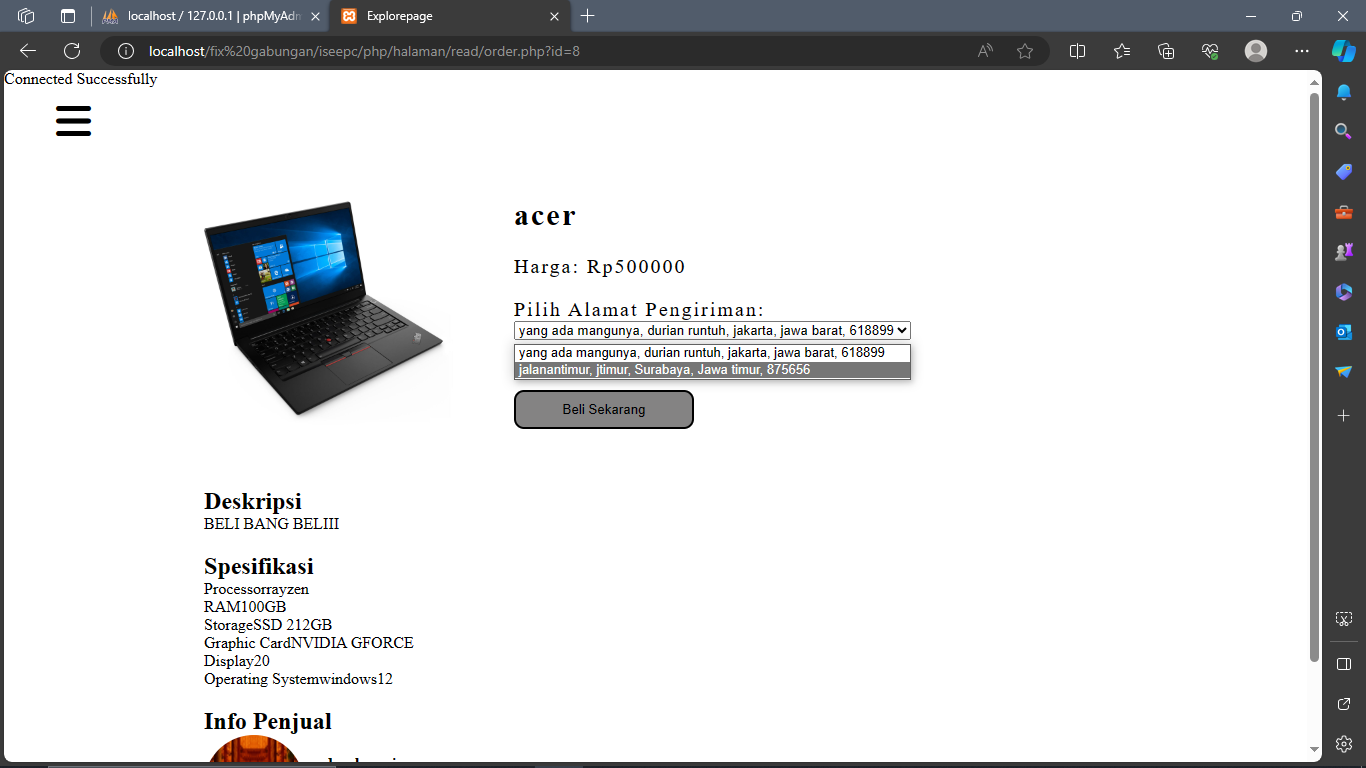 localhost / 127.0.0.1 | phpMyAdm
Explorepage
localhost/fix%20gabungan/iseepc/php/halaman/read/order.php?id=8
Connected Successfully
acer
Harga: Rp500000
Pilih Alamat Pengiriman:
yang ada mangunya, durian runtuh, jakarta, jawa barat, 618899
yang ada mangunya, durian runtuh, jakarta, jawa barat, 618899
jalanantimur, jtimur, Surabaya, Jawa timur, 875656
Beli Sekarang
Deskripsi
BELI BANG BELIII
Spesifikasi
Processorrayzen
RAM100GB
StorageSSD 212GB
Graphic CardNVIDIA GFORCE
Display20
Operating Systemwindows12
Info Penjual